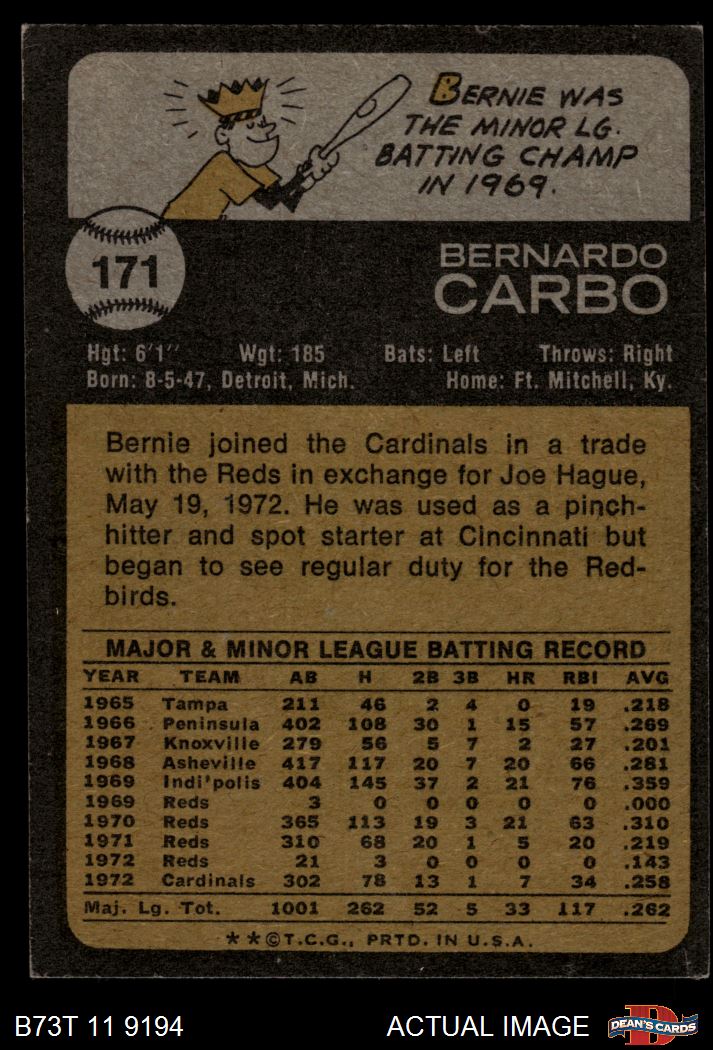 BERNIE WAS
THE MINOR LG.
BATTING CHAMP
IN 1969.
171
BERNARDO
CARBO
Hgt: 6'1" Wgt: 185 Bats: Left Throws: Right
Born: 8-5-47, Detroit, Mich. Home: Ft. Mitchell, Ky.
Bernie joined the Cardinals in a trade
with the Reds in exchange for Joe Hague,
May 19, 1972. He was used as a pinch-
hitter and spot starter at Cincinnati but
began to see regular duty for the Red-
birds.
MAJOR & MINOR LEAGUE BATTING RECORD
YEAR TEAM AB H 2B 3B HR RBI AVG
1965 Tampa 211 46 2 4 0 19 .218
1966 Peninsula 402 108 30 1 15 57 .269
1967 Knoxville 279 56 5 7 2 27 .201
1968 Asheville 417 117 20 7 20 66 .281
1969 Indi'polis 404 145 37 2 21 76 .359
1969 Reds 3 0 0 0 0 0 .000
1970 Reds 365 113 19 3 21 63 .310
1971 Reds 310 68 20 1 5 20 .219
1972 Reds 21 3 0 0 0 0 .143
1972 Cardinals 302 78 13 1 7 34 .258
Maj. Lg. Tot. 1001 262 52 5 33 117 .262
* * © T.C.G., PRTD. IN U.S.A.
B73T 11 9194 ACTUAL IMAGE D DEAN'S CARDS